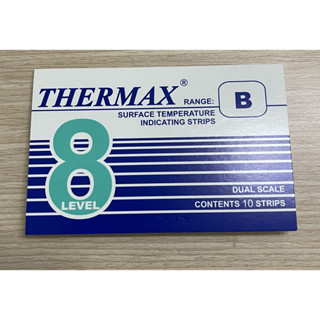 THERMAX®
RANGE: B
SURFACE TEMPERATURE
INDICATING STRIPS
8
LEVEL
DUAL SCALE
CONTENTS 10 STRIPS